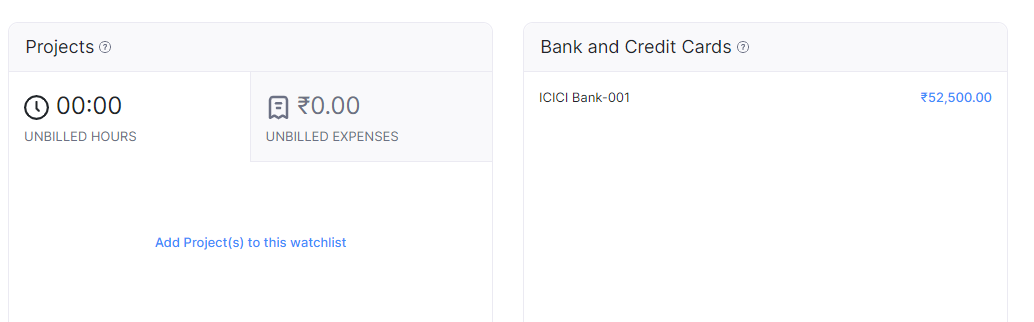 Projects
00:00
UNBILLED HOURS
₹0.00
UNBILLED EXPENSES
Add Project(s) to this watchlist
Bank and Credit Cards
ICICI Bank-001 ₹52,500.00